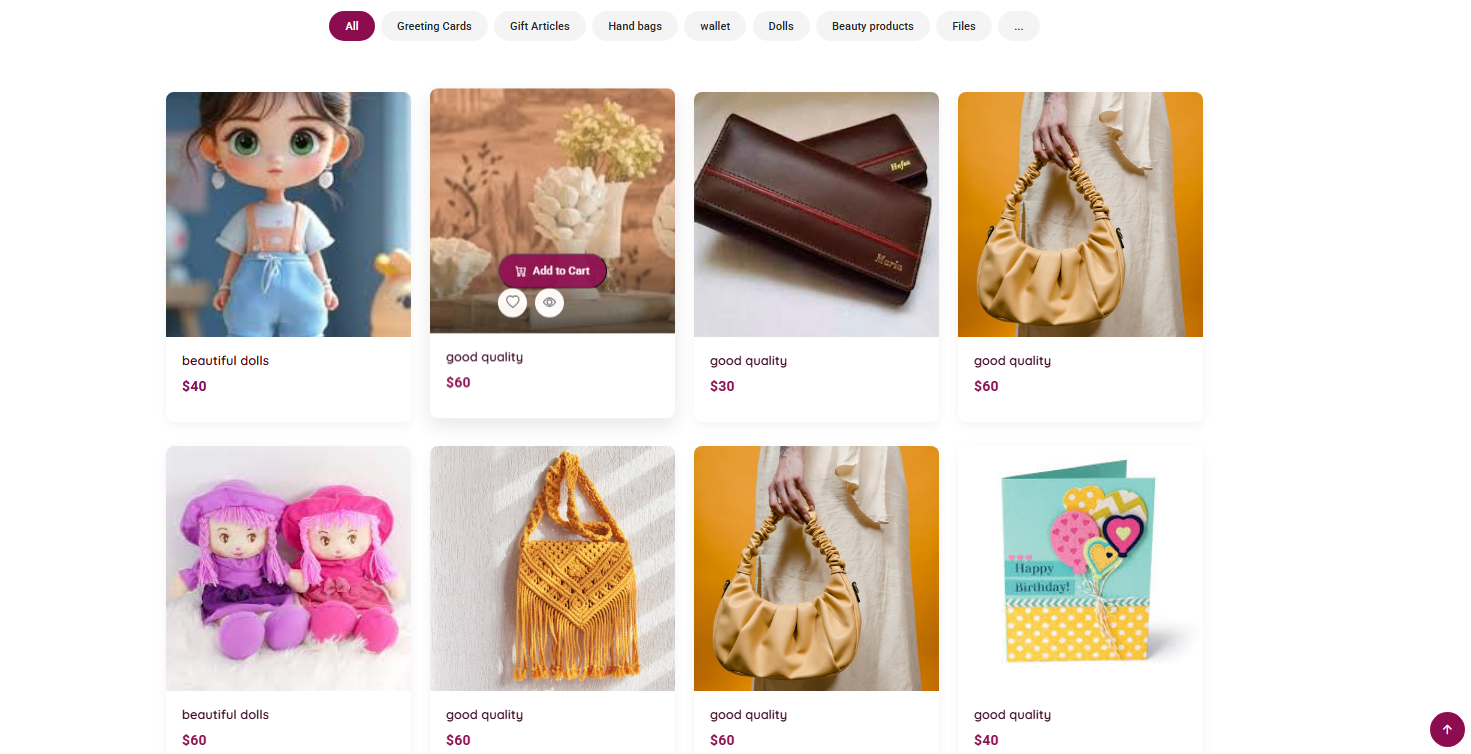 All
Greeting Cards
Gift Articles
Hand bags
wallet
Dolls
Beauty products
Files
...
Hafsa
Maria
Add to Cart
beautiful dolls
$40
good quality
$60
good quality
$30
good quality
$60
Happy
Birthday!
beautiful dolls
$60
good quality
$60
good quality
$60
good quality
$40